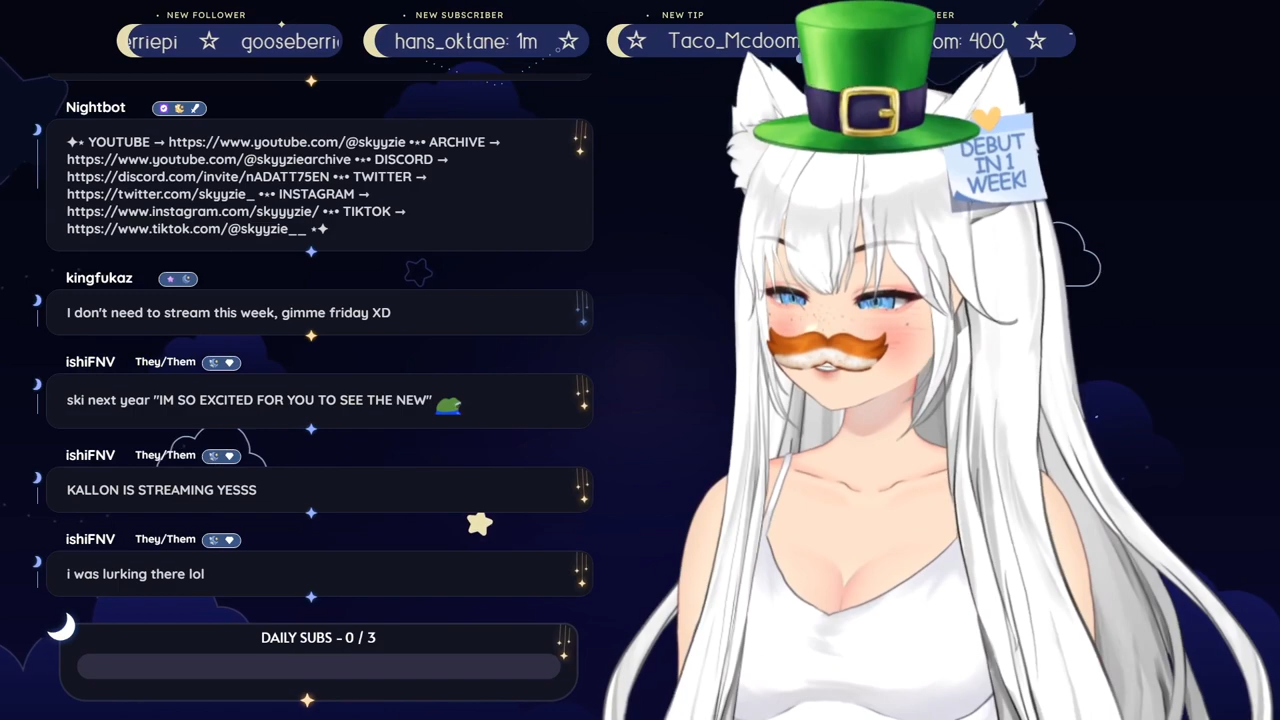 NEW FOLLOWER
NEW SUBSCRIBER
NEW TIP
erriepi ☆ gooseberri
hans_oktane: 1m ☆
☆ Taco_Mcdoom
om: 400 ☆
DEBUT
IN 1
WEEK!
Nightbot
✦⋆ YOUTUBE → https://www.youtube.com/@skyyzie •⋆• ARCHIVE →
https://www.youtube.com/@skyyziearchive •⋆• DISCORD →
https://discord.com/invite/nADATT75EN •⋆• TWITTER →
https://twitter.com/skyyzie_ •⋆• INSTAGRAM →
https://www.instagram.com/skyyyzie/ •⋆• TIKTOK →
https://www.tiktok.com/@skyyzie__ ⋆✦
kingfukaz
I don't need to stream this week, gimme friday XD
ishiFNV They/Them
ski next year "IM SO EXCITED FOR YOU TO SEE THE NEW"
ishiFNV They/Them
KALLON IS STREAMING YESSS
ishiFNV They/Them
i was lurking there lol
DAILY SUBS - 0 / 3